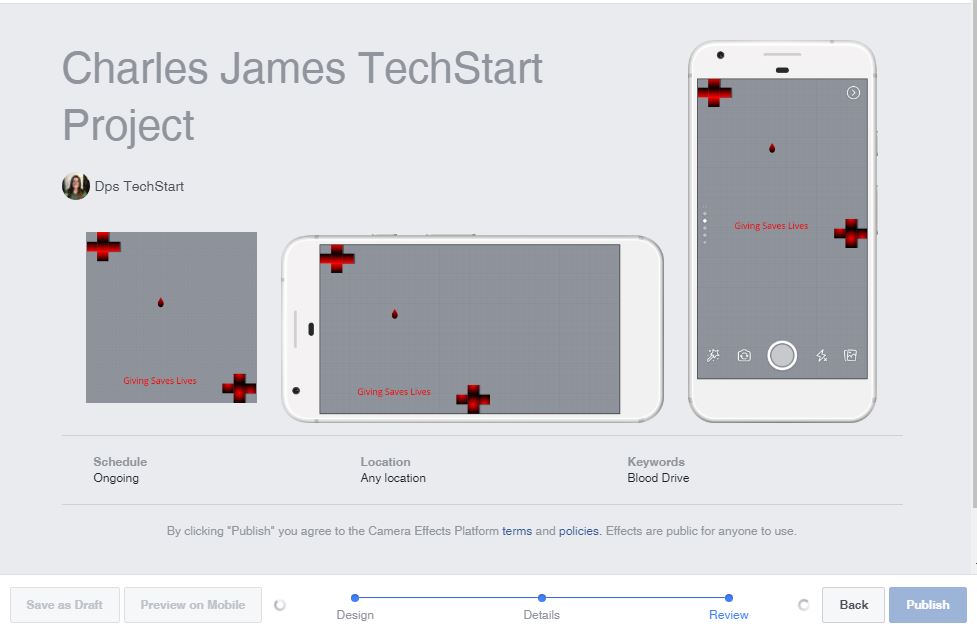 Charles James TechStart
Project
Dps TechStart
Giving Saves Lives
Giving Saves Lives
Giving Saves Lives
Schedule
Ongoing
Location
Any location
Keywords
Blood Drive
By clicking "Publish" you agree to the Camera Effects Platform terms and policies. Effects are public for anyone to use.
Save as Draft
Preview on Mobile
Design
Details
Review
Back
Publish